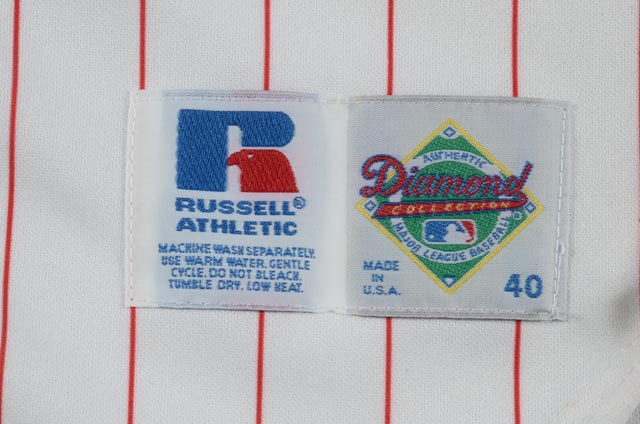 RUSSELL®
ATHLETIC
MACHINE WASH SEPARATELY.
USE WARM WATER. GENTLE
CYCLE. DO NOT BLEACH.
TUMBLE DRY. LOW HEAT.
AUTHENTIC
Diamond
COLLECTION
MAJOR LEAGUE BASEBALL
MADE
IN
U.S.A.
40